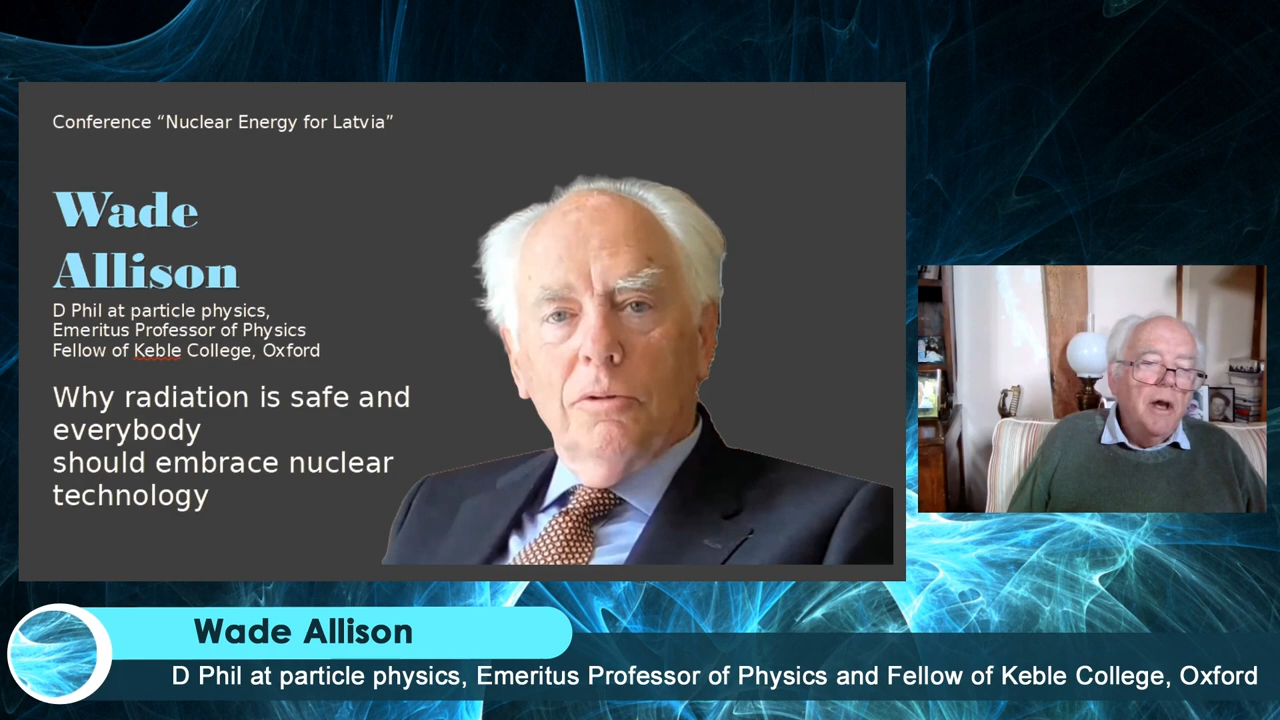 Conference “Nuclear Energy for Latvia”
Wade
Allison
D Phil at particle physics,
Emeritus Professor of Physics
Fellow of Keble College, Oxford
Why radiation is safe and
everybody
should embrace nuclear
technology
Wade Allison
D Phil at particle physics, Emeritus Professor of Physics and Fellow of Keble College, Oxford